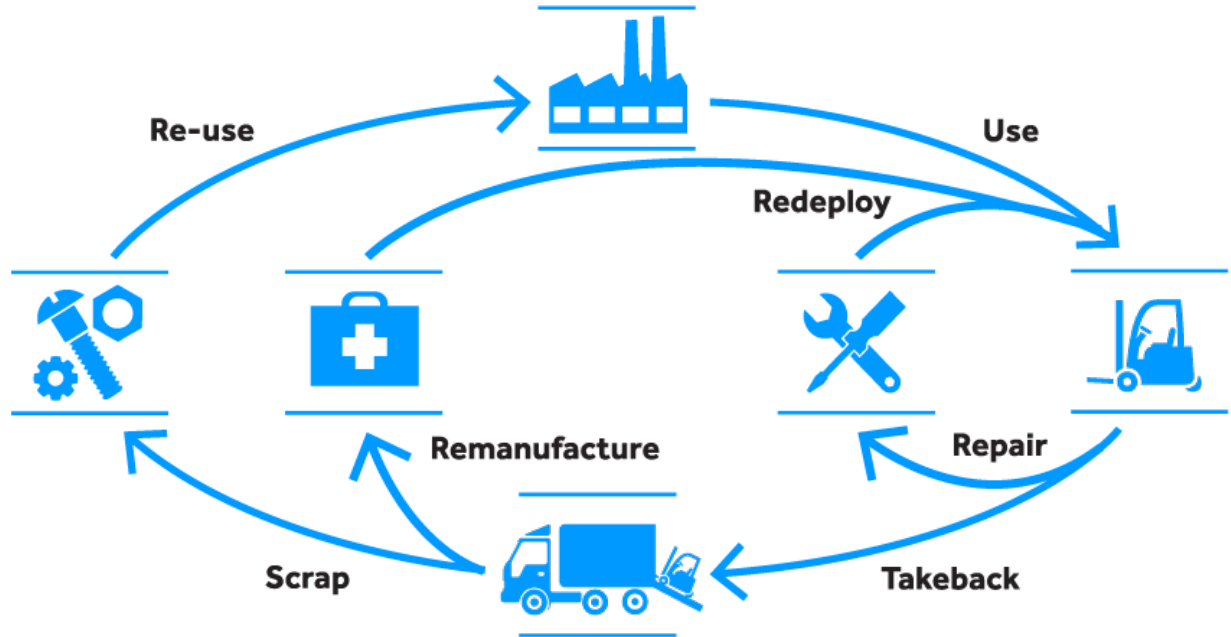 Re-use
Use
Redeploy
Repair
Remanufacture
Scrap
Takeback